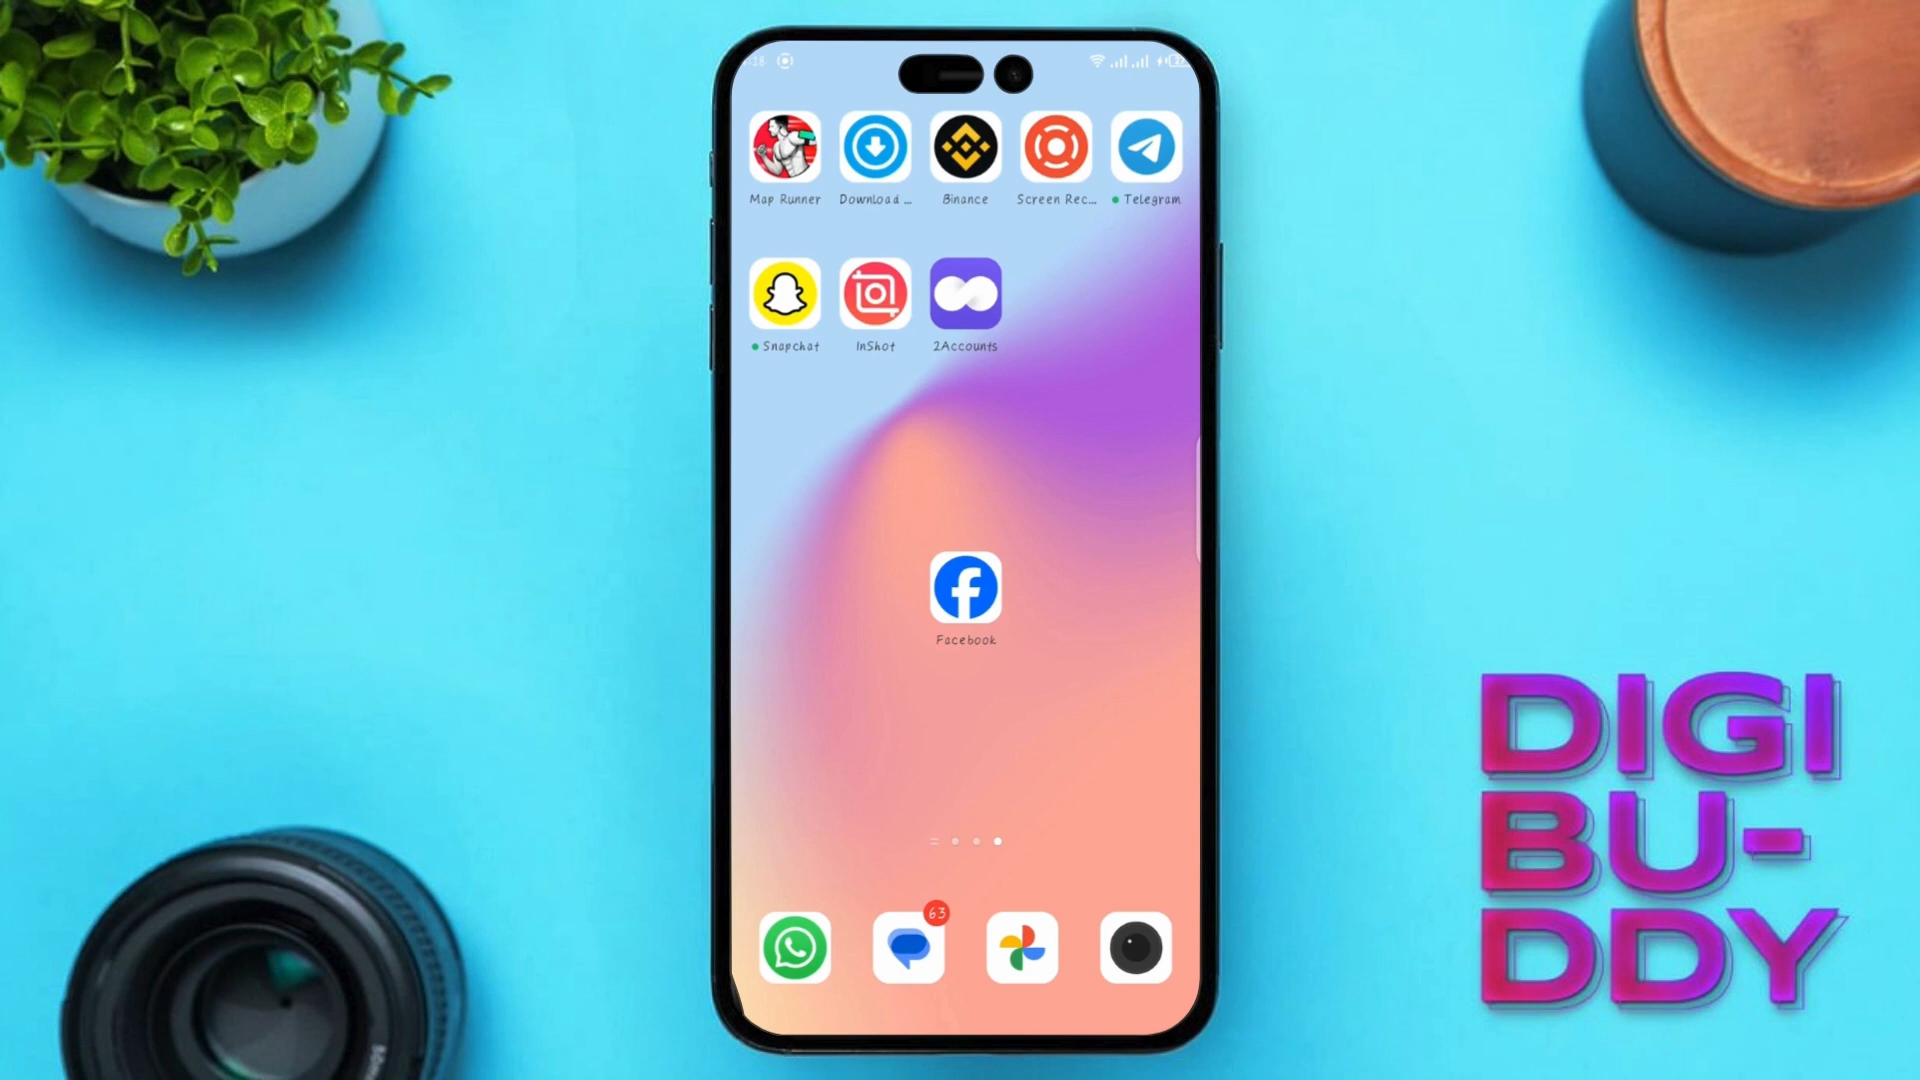 Map Runner
Download ...
Binance
Screen Rec...
Telegram
Snapchat
InShot
2Accounts
Facebook
63
DIGI
BU-
DDY